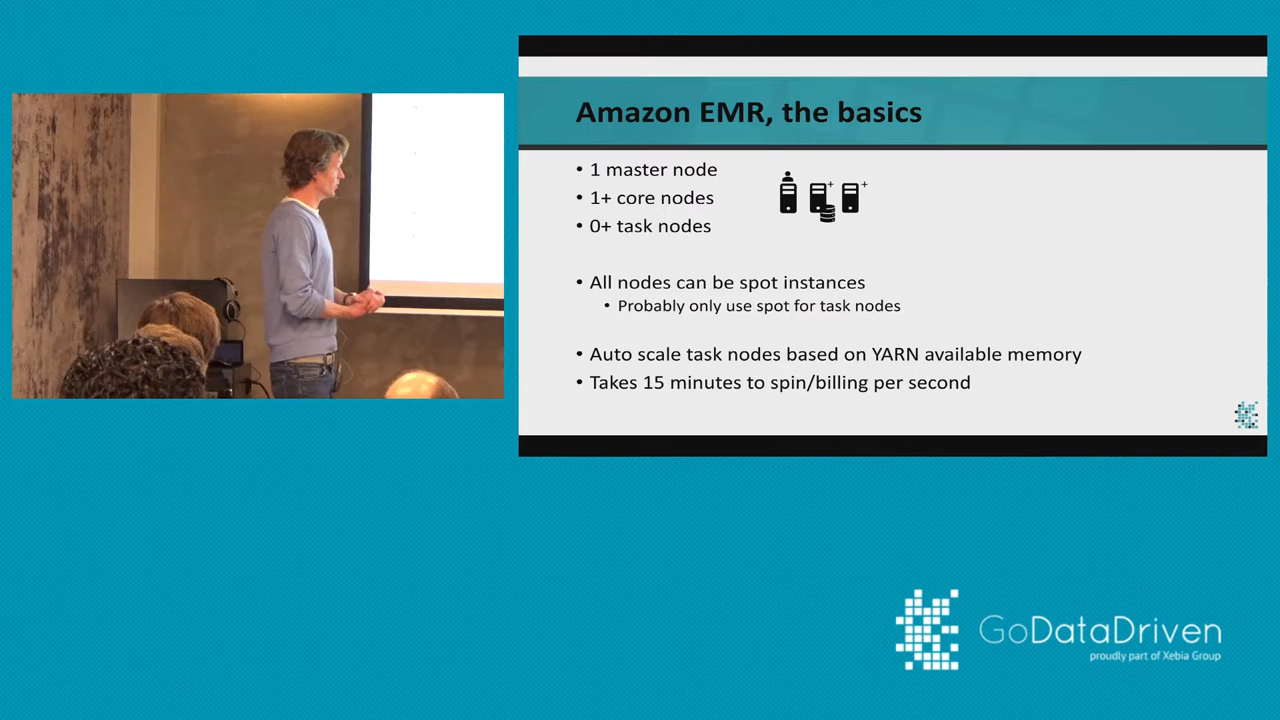 Amazon EMR, the basics
• 1 master node
• 1+ core nodes
• 0+ task nodes
• All nodes can be spot instances
• Probably only use spot for task nodes
• Auto scale task nodes based on YARN available memory
• Takes 15 minutes to spin/billing per second
GoDataDriven
proudly part of Xebia Group